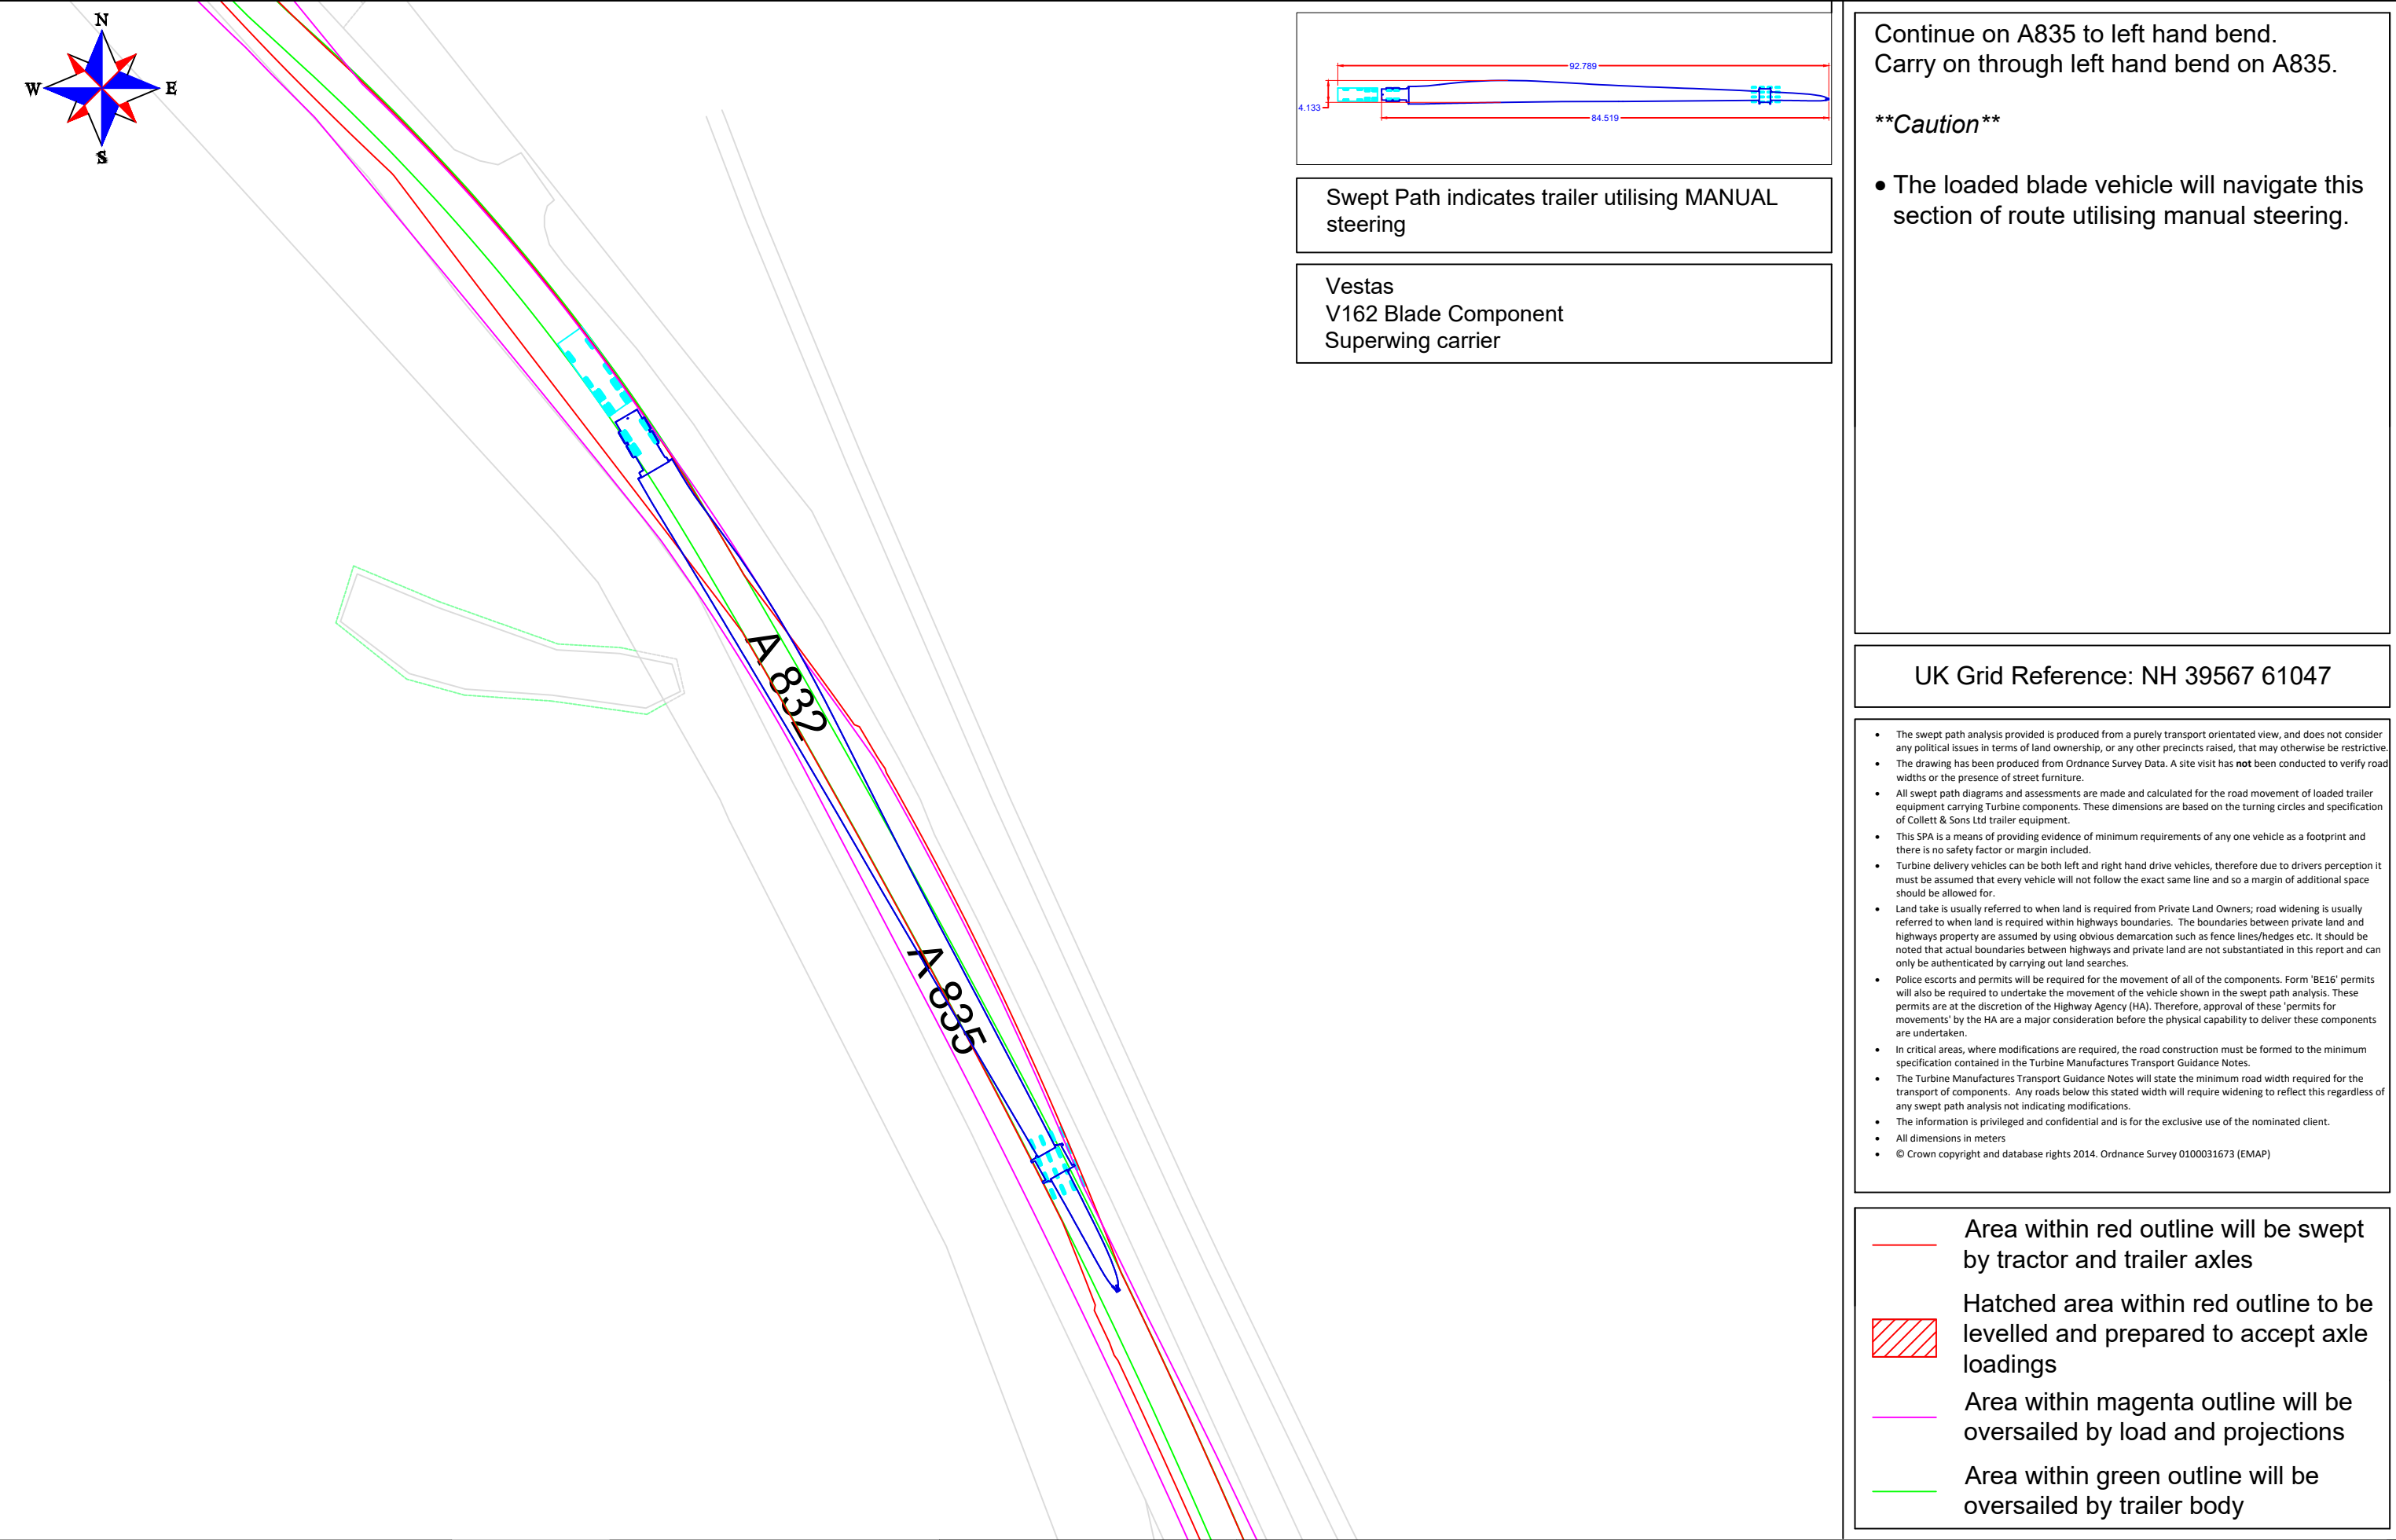 N
W
E
S
92.789
4.133
84.519
Swept Path indicates trailer utilising MANUAL
steering
Vestas
V162 Blade Component
Superwing carrier
A 832
A 835
Continue on A835 to left hand bend.
Carry on through left hand bend on A835.
**Caution**
• The loaded blade vehicle will navigate this
section of route utilising manual steering.
UK Grid Reference: NH 39567 61047
• The swept path analysis provided is produced from a purely transport orientated view, and does not consider
any political issues in terms of land ownership, or any other precincts raised, that may otherwise be restrictive.
• The drawing has been produced from Ordnance Survey Data. A site visit has not been conducted to verify road
widths or the presence of street furniture.
• All swept path diagrams and assessments are made and calculated for the road movement of loaded trailer
equipment carrying Turbine components. These dimensions are based on the turning circles and specification
of Collett & Sons Ltd trailer equipment.
• This SPA is a means of providing evidence of minimum requirements of any one vehicle as a footprint and
there is no safety factor or margin included.
• Turbine delivery vehicles can be both left and right hand drive vehicles, therefore due to drivers perception it
must be assumed that every vehicle will not follow the exact same line and so a margin of additional space
should be allowed for.
• Land take is usually referred to when land is required from Private Land Owners; road widening is usually
referred to when land is required within highways boundaries. The boundaries between private land and
highways property are assumed by using obvious demarcation such as fence lines/hedges etc. It should be
noted that actual boundaries between highways and private land are not substantiated in this report and can
only be authenticated by carrying out land searches.
• Police escorts and permits will be required for the movement of all of the components. Form 'BE16' permits
will also be required to undertake the movement of the vehicle shown in the swept path analysis. These
permits are at the discretion of the Highway Agency (HA). Therefore, approval of these 'permits for
movements' by the HA are a major consideration before the physical capability to deliver these components
are undertaken.
• In critical areas, where modifications are required, the road construction must be formed to the minimum
specification contained in the Turbine Manufactures Transport Guidance Notes.
• The Turbine Manufactures Transport Guidance Notes will state the minimum road width required for the
transport of components. Any roads below this stated width will require widening to reflect this regardless of
any swept path analysis not indicating modifications.
• The information is privileged and confidential and is for the exclusive use of the nominated client.
• All dimensions in meters
• © Crown copyright and database rights 2014. Ordnance Survey 0100031673 (EMAP)
Area within red outline will be swept
by tractor and trailer axles
Hatched area within red outline to be
levelled and prepared to accept axle
loadings
Area within magenta outline will be
oversailed by load and projections
Area within green outline will be
oversailed by trailer body